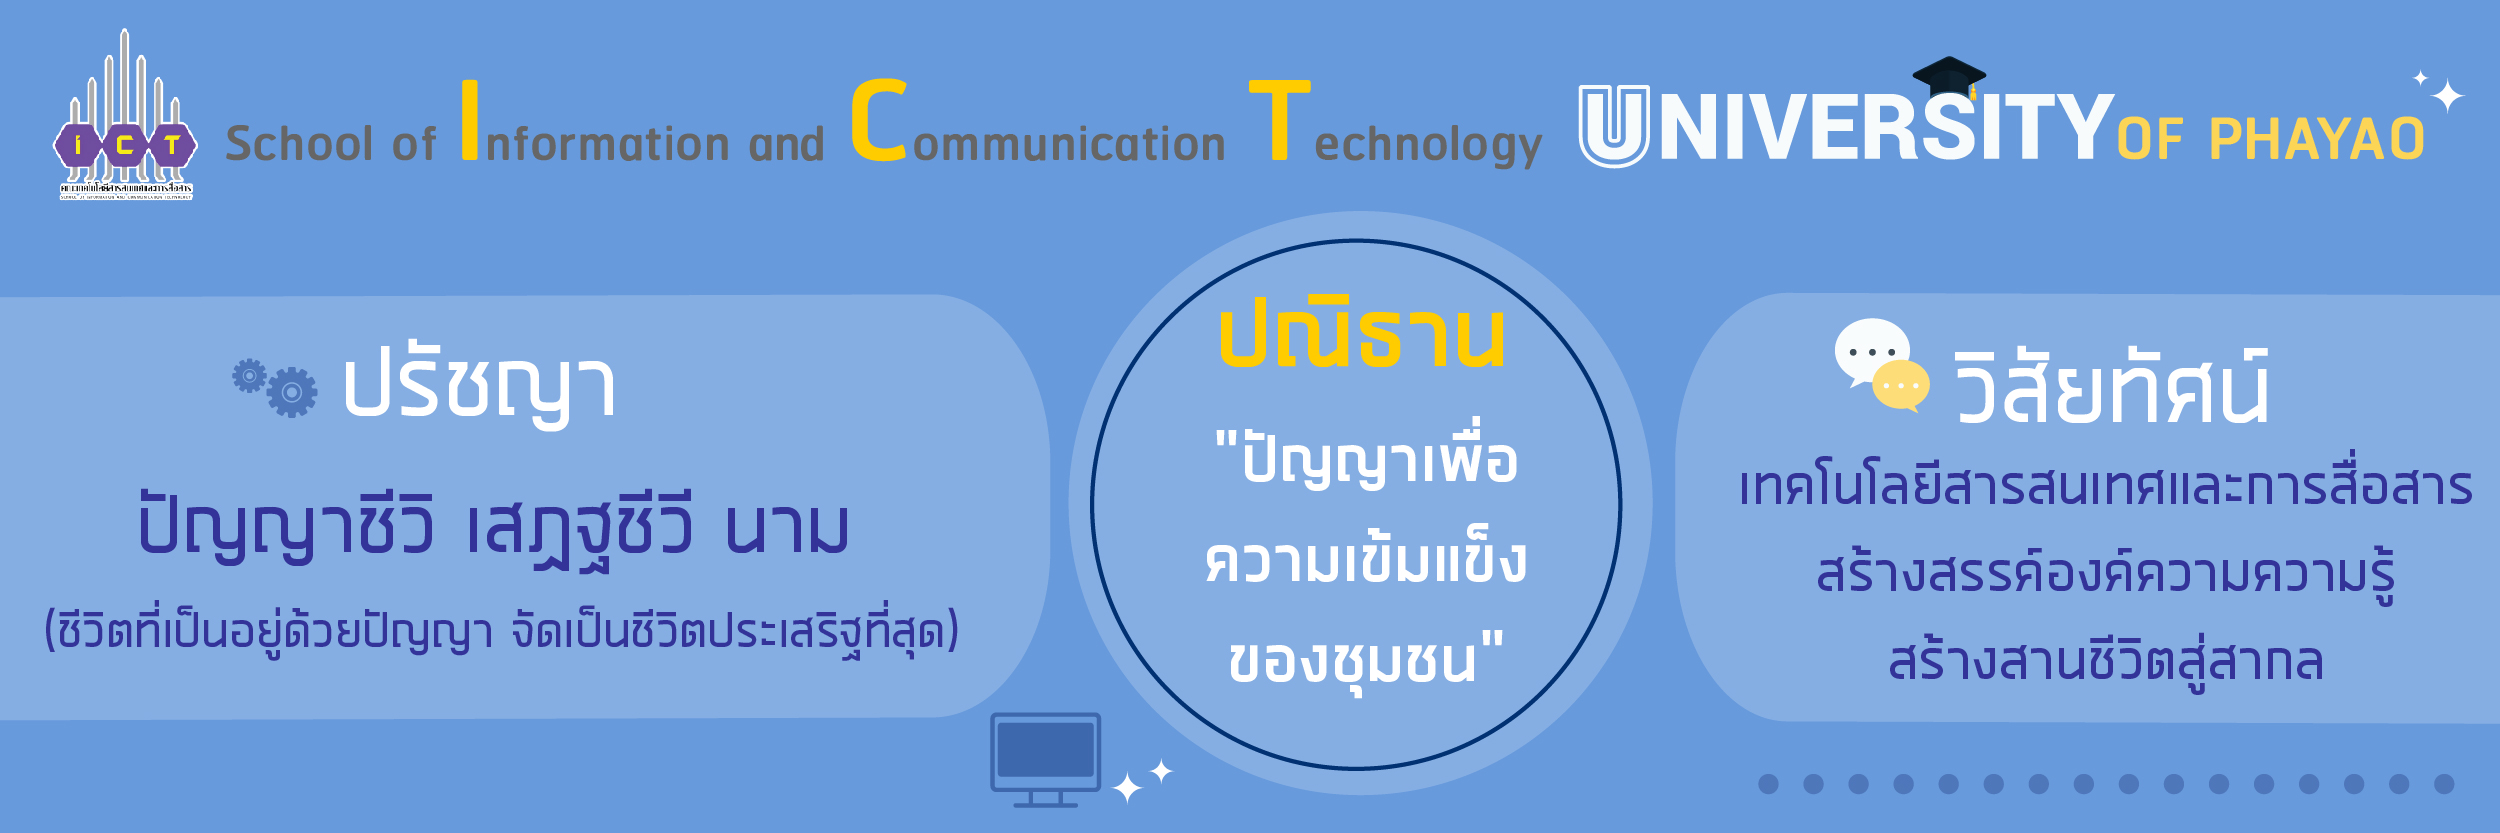 School of Information and Communication Technology UNIVERSITY OF PHAYAO
iCT
คณะเทคโนโลยีสารสนเทศและการสื่อสาร
SCHOOL OF INFORMATION AND COMMUNICATION TECHNOLOGY
ปรัชญา
ปัญญาชีวิ เสฏฐชีวี นาม
(ชีวิตที่เป็นอยู่ด้วยปัญญา จัดเป็นชีวิตประเสริฐที่สุด)
ปณิธาน
"ปัญญาเพื่อ
ความเข้มแข็ง
ของชุมชน"
วิสัยทัศน์
เทคโนโลยีสารสนเทศและการสื่อสาร
สร้างสรรค์องค์ความความรู้
สร้างสานชีวิตสู่สากล